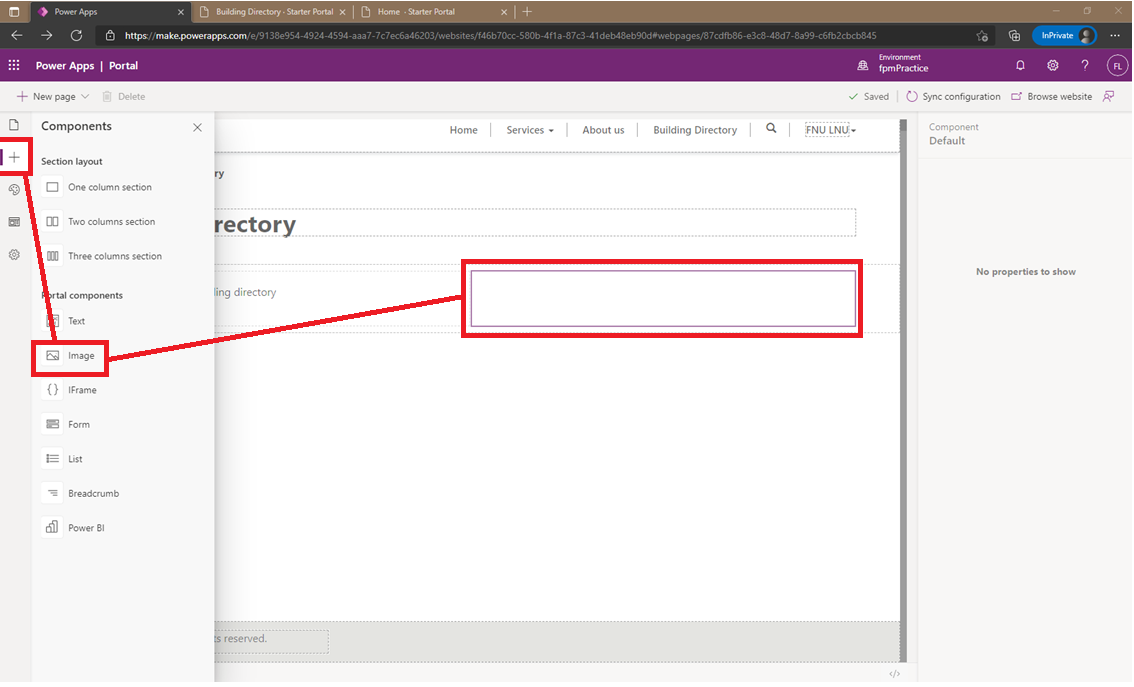 Power Apps
Building Directory - Starter Portal
Home - Starter Portal
https://make.powerapps.com/e/9138e954-4924-4594-aaa7-7c7ec6a46203/websites/f46b70cc-580b-4f1a-87c3-41deb48eb90d#webpages/87cdfb86-e3c8-48d7-8a99-c6fb2cbcb845
InPrivate
Power Apps | Portal
Environment
fpmPractice
FL
New page
Delete
Saved
Sync configuration
Browse website
Components
Home
Services
About us
Building Directory
FNU LNU
Component
Default
Section layout
ry
One column section
Two columns section
rectory
Three columns section
No properties to show
Portal components
ling directory
Text
Image
IFrame
Form
List
Breadcrumb
Power BI
ts reserved.